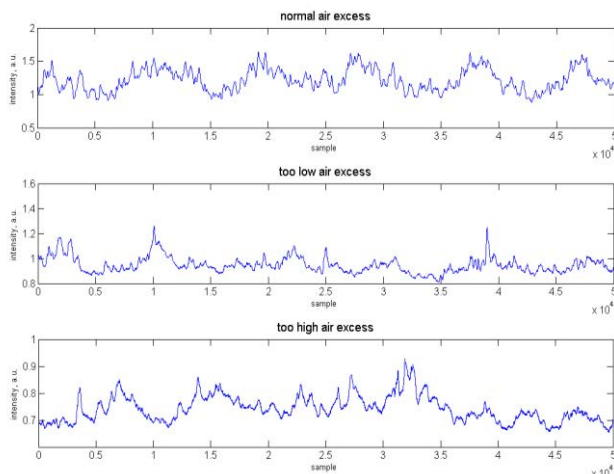 normal air excess
2
1.5
1
0.5
intensity, a.u.
0 0.5 1 1.5 2 2.5 3 3.5 4 4.5 5
sample
x 10⁴
too low air excess
1.6
1.4
1.2
1
0.8
intensity, a.u.
0 0.5 1 1.5 2 2.5 3 3.5 4 4.5 5
sample
x 10⁴
too high air excess
1
0.9
0.8
0.7
intensity, a.u.
0 0.5 1 1.5 2 2.5 3 3.5 4 4.5 5
sample
x 10⁴